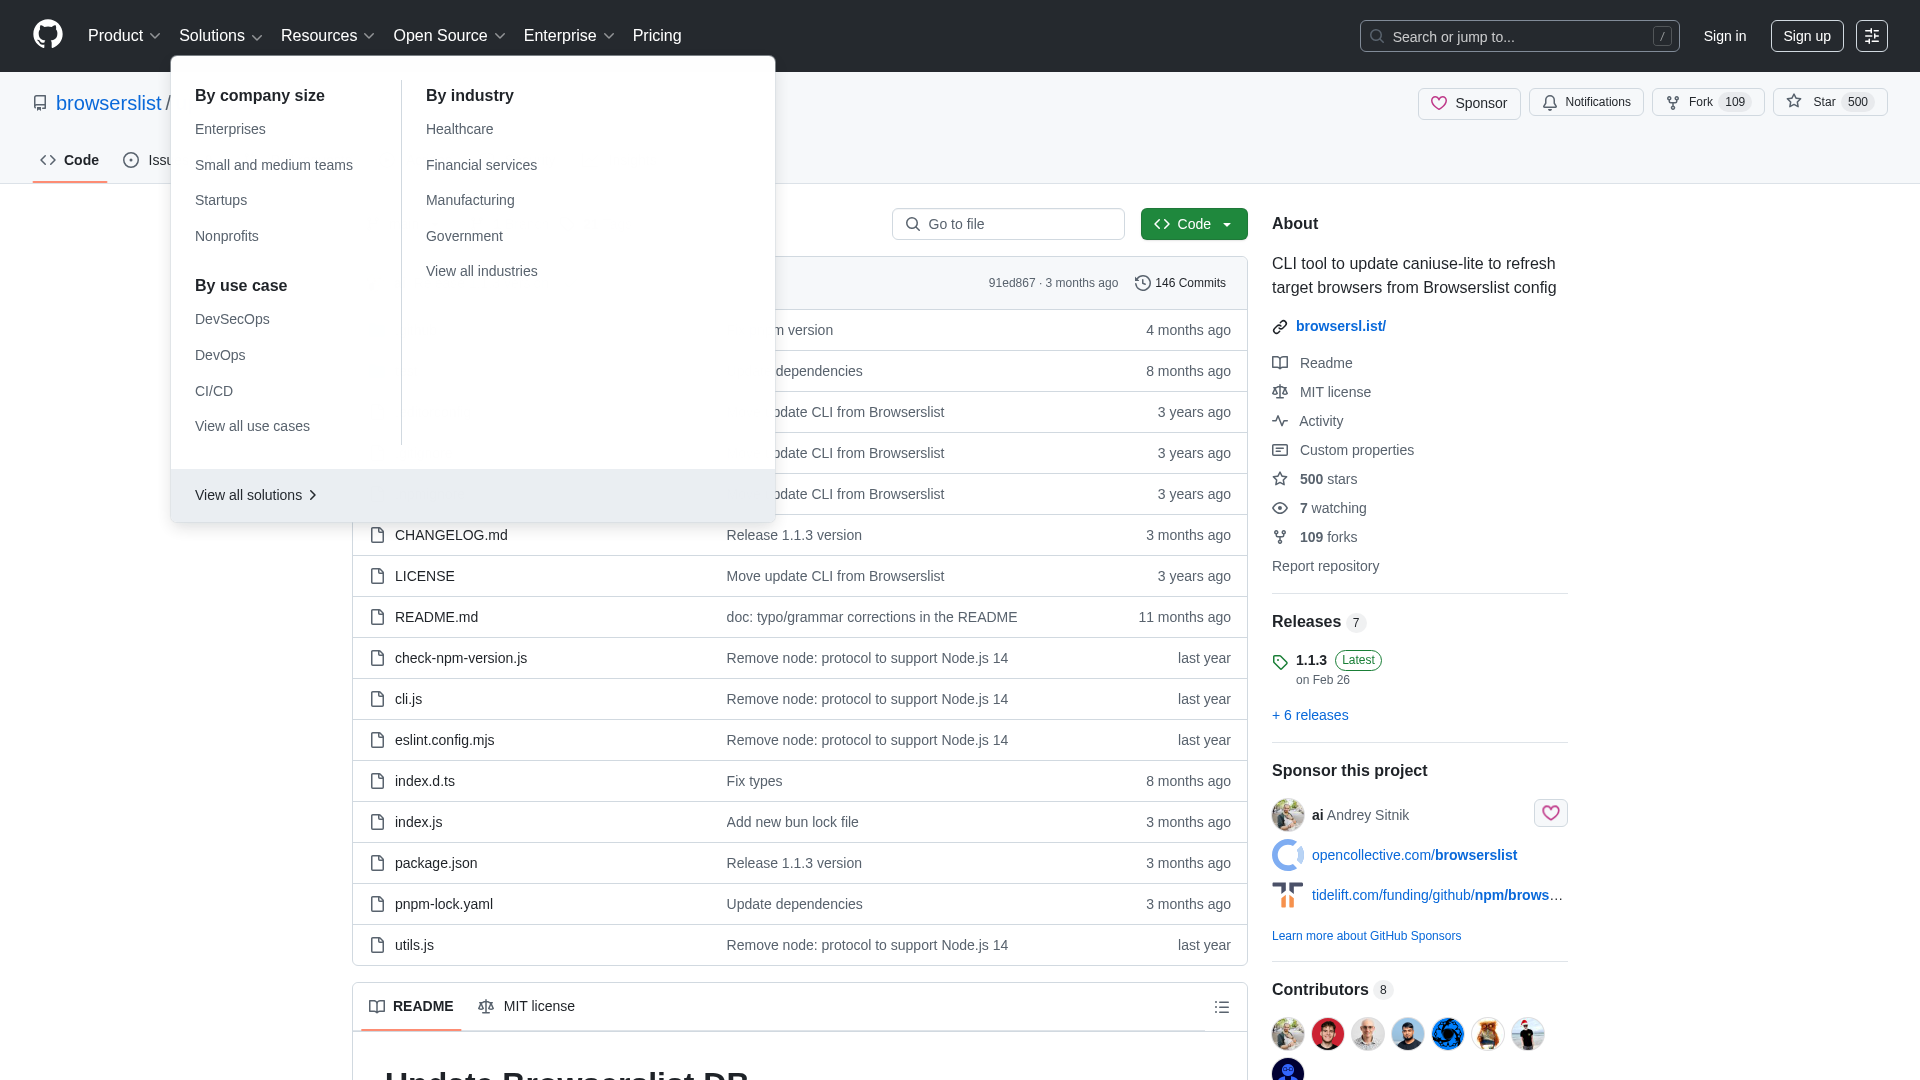 Product
Solutions
Resources
Open Source
Enterprise
Pricing
Search or jump to...
/
Sign in
Sign up
browserslist /
Sponsor
Notifications
Fork 109
Star 500
Code
Issu
By company size
Enterprises
Small and medium teams
Startups
Nonprofits
By use case
DevSecOps
DevOps
CI/CD
View all use cases
By industry
Healthcare
Financial services
Manufacturing
Government
View all industries
View all solutions
Go to file
Code
91ed867 · 3 months ago
146 Commits
m version
4 months ago
dependencies
8 months ago
pdate CLI from Browserslist
3 years ago
pdate CLI from Browserslist
3 years ago
pdate CLI from Browserslist
3 years ago
CHANGELOG.md
Release 1.1.3 version
3 months ago
LICENSE
Move update CLI from Browserslist
3 years ago
README.md
doc: typo/grammar corrections in the README
11 months ago
check-npm-version.js
Remove node: protocol to support Node.js 14
last year
cli.js
Remove node: protocol to support Node.js 14
last year
eslint.config.mjs
Remove node: protocol to support Node.js 14
last year
index.d.ts
Fix types
8 months ago
index.js
Add new bun lock file
3 months ago
package.json
Release 1.1.3 version
3 months ago
pnpm-lock.yaml
Update dependencies
3 months ago
utils.js
Remove node: protocol to support Node.js 14
last year
README
MIT license
Update Browserslist DB
About
CLI tool to update caniuse-lite to refresh
target browsers from Browserslist config
browsersl.ist/
Readme
MIT license
Activity
Custom properties
500 stars
7 watching
109 forks
Report repository
Releases 7
1.1.3 Latest
on Feb 26
+ 6 releases
Sponsor this project
ai Andrey Sitnik
opencollective.com/browserslist
tidelift.com/funding/github/npm/brows…
Learn more about GitHub Sponsors
Contributors 8